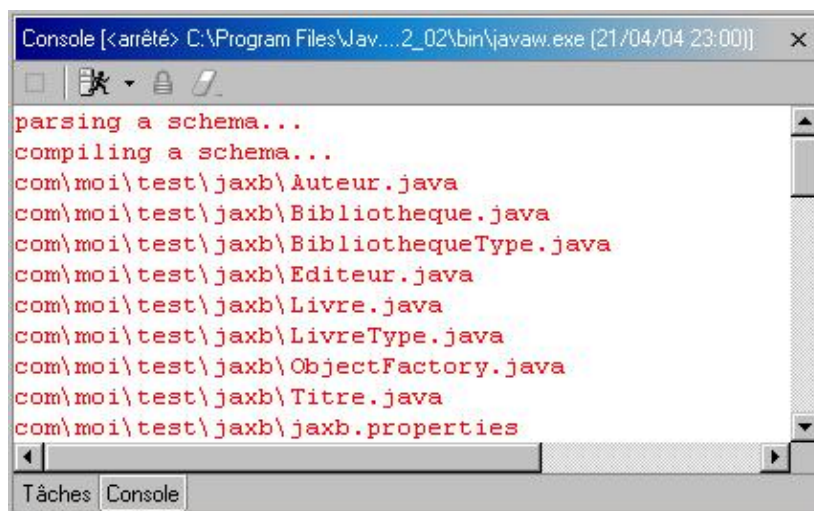 Console [<arrêté> C:\Program Files\Jav....2_02\bin\javaw.exe (21/04/04 23:00)]
parsing a schema...
compiling a schema...
com\moi\test\jaxb\Auteur.java
com\moi\test\jaxb\Bibliotheque.java
com\moi\test\jaxb\BibliothequeType.java
com\moi\test\jaxb\Editeur.java
com\moi\test\jaxb\Livre.java
com\moi\test\jaxb\LivreType.java
com\moi\test\jaxb\ObjectFactory.java
com\moi\test\jaxb\Titre.java
com\moi\test\jaxb\jaxb.properties
Tâches Console